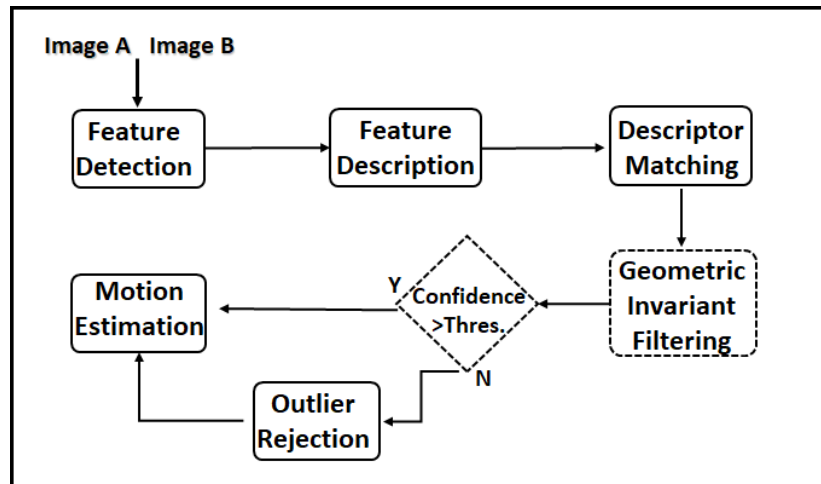 Image A Image B
Feature
Detection
Feature
Description
Descriptor
Matching
Geometric
Invariant
Filtering
Confidence
>Thres.
Y
N
Motion
Estimation
Outlier
Rejection